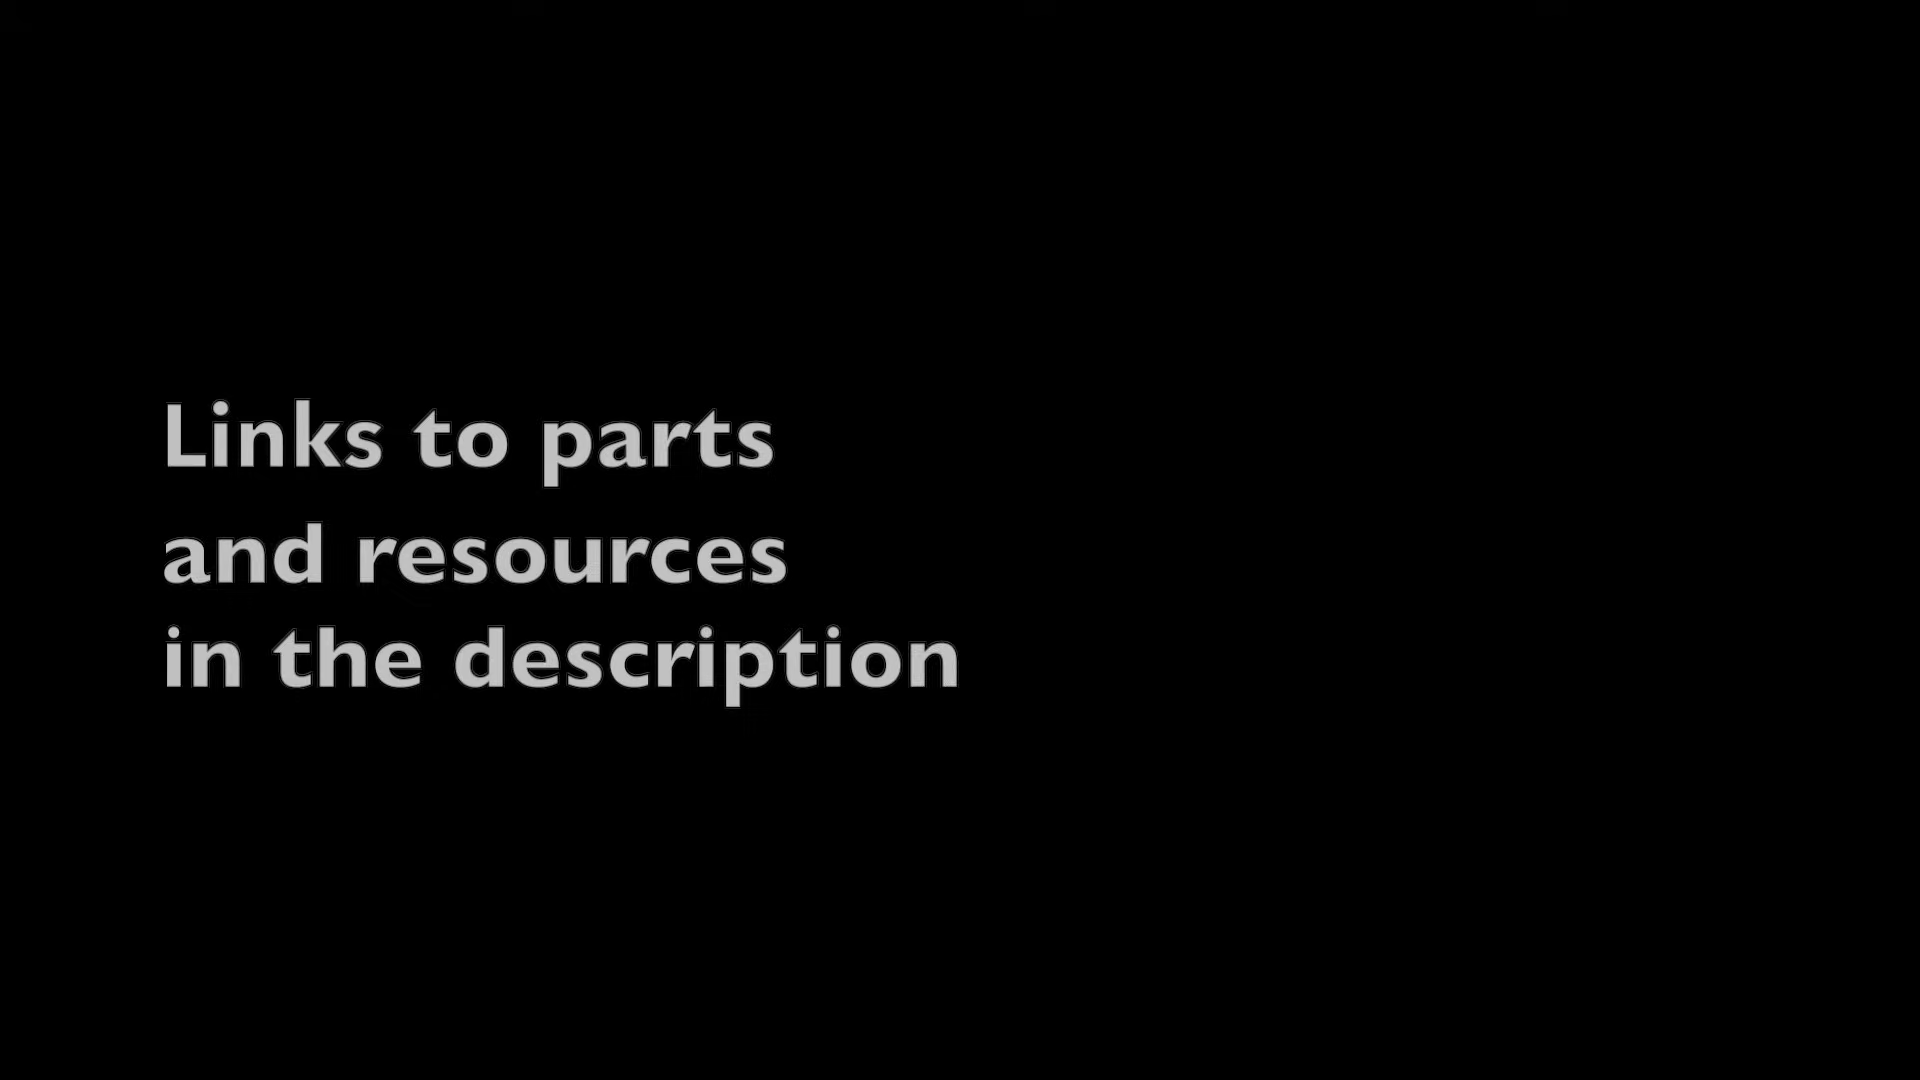 Links to parts
and resources
in the description